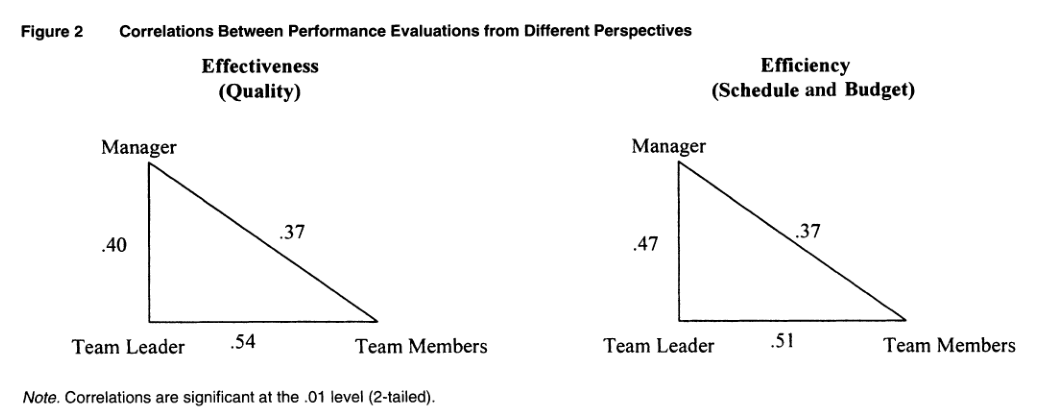 Figure 2 Correlations Between Performance Evaluations from Different Perspectives
Effectiveness
(Quality)
Manager
.40
.37
Team Leader
.54
Team Members
Efficiency
(Schedule and Budget)
Manager
.47
.37
Team Leader
.51
Team Members
Note. Correlations are significant at the .01 level (2-tailed).